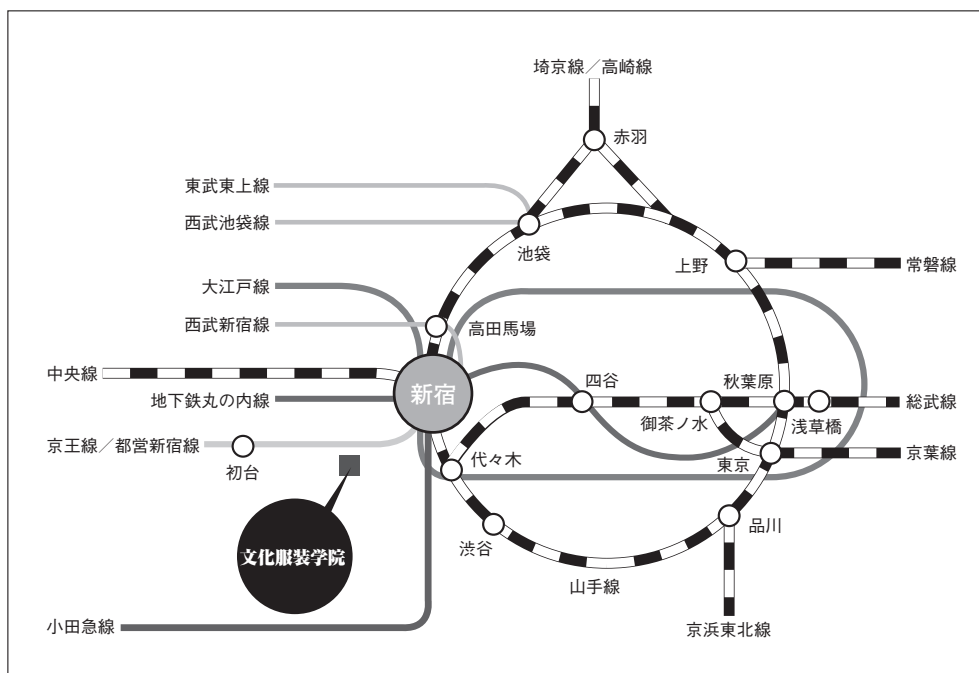 埼京線／高崎線
赤羽
東武東上線
西武池袋線
池袋
上野
常磐線
大江戸線
西武新宿線
高田馬場
中央線
新宿
四谷
秋葉原
地下鉄丸の内線
御茶ノ水
浅草橋
総武線
京王線／都営新宿線
初台
代々木
東京
京葉線
文化服装学院
渋谷
品川
山手線
小田急線
京浜東北線